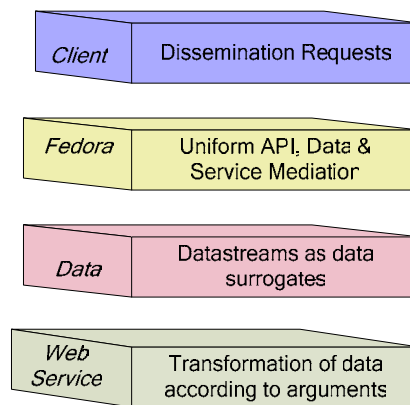 Client
Dissemination Requests
Fedora
Uniform API, Data &
Service Mediation
Data
Datastreams as data
surrogates
Web
Service
Transformation of data
according to arguments